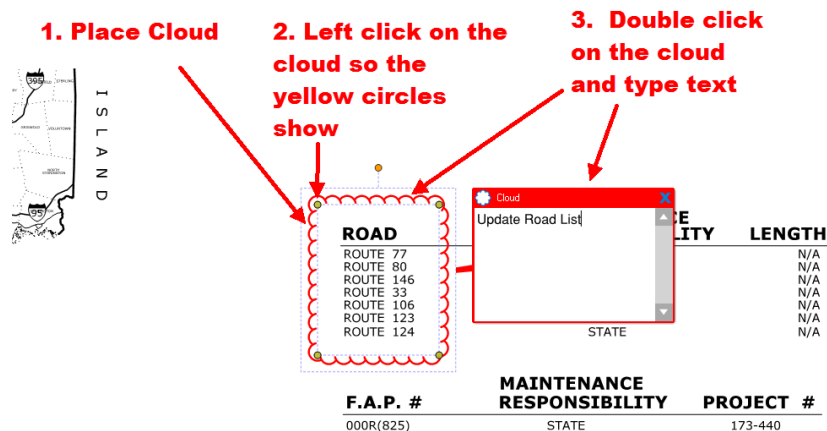 1. Place Cloud
2. Left click on the
cloud so the
yellow circles
show
3. Double click
on the cloud
and type text
395
ISLAND
95
Cloud
Update Road List
ROAD
LITY
LENGTH
ROUTE 77
N/A
ROUTE 80
N/A
ROUTE 146
N/A
ROUTE 33
N/A
ROUTE 106
N/A
ROUTE 123
N/A
ROUTE 124
STATE
N/A
MAINTENANCE
F.A.P. #
RESPONSIBILITY
PROJECT #
000R(825)
STATE
173-440